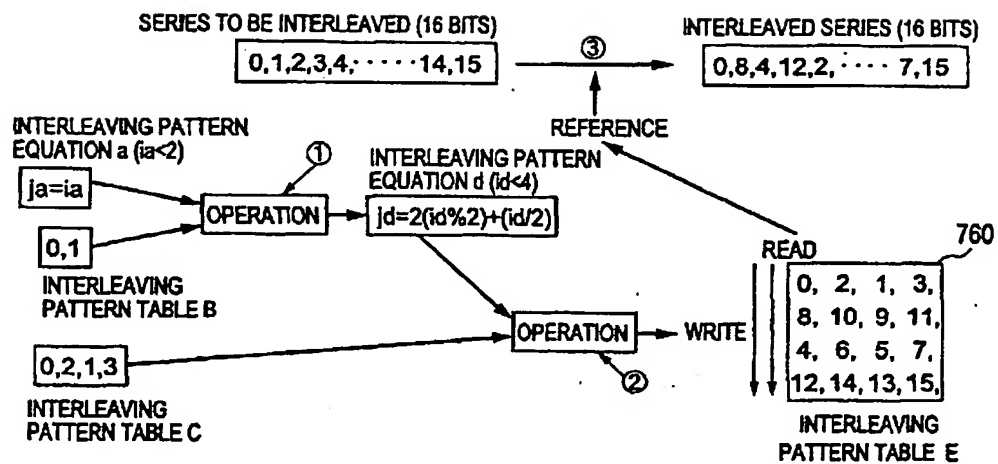 SERIES TO BE INTERLEAVED (16 BITS)
0,1,2,3,4,·····14,15
③
INTERLEAVED SERIES (16 BITS)
0,8,4,12,2,···· 7,15
REFERENCE
INTERLEAVING PATTERN
EQUATION a (ia<2)
ja=ia
①
OPERATION
0,1
INTERLEAVING
PATTERN TABLE B
INTERLEAVING PATTERN
EQUATION d (id<4)
jd=2(id%2)+(id/2)
0,2,1,3
INTERLEAVING
PATTERN TABLE C
OPERATION
②
WRITE
READ
760
0, 2, 1, 3,
8, 10, 9, 11,
4, 6, 5, 7,
12, 14, 13, 15,
INTERLEAVING
PATTERN TABLE E